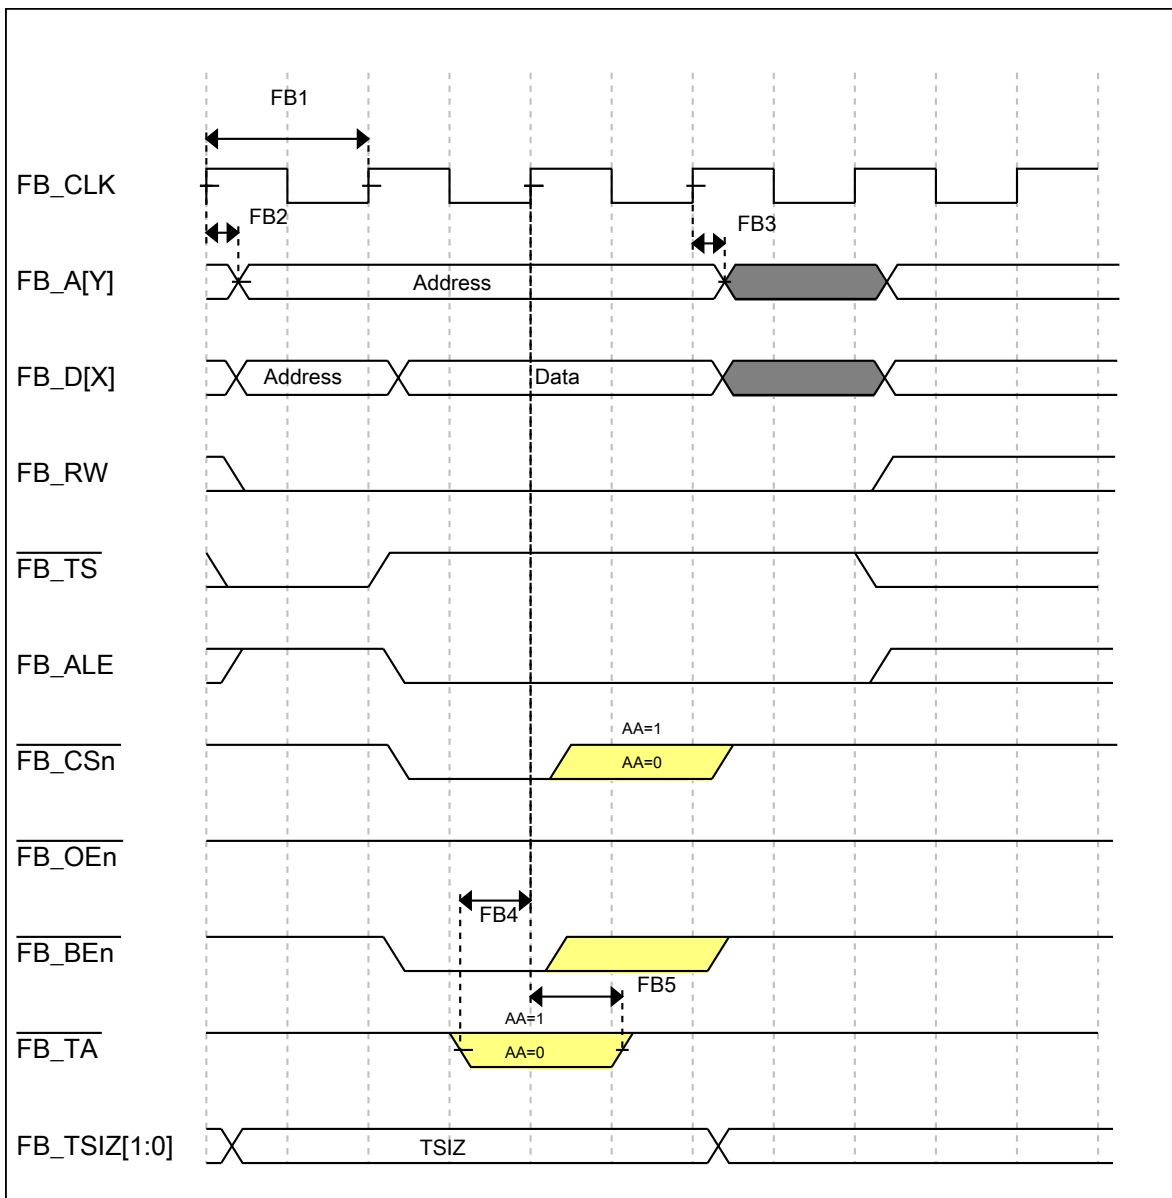 FB1
FB_CLK
FB2
FB3
FB_A[Y]
Address
FB_D[X]
Address
Data
FB_RW
FB_TS
FB_ALE
AA=1
FB_CSn
AA=0
FB_OEn
FB4
FB_BEn
FB5
AA=1
FB_TA
AA=0
FB_TSIZ[1:0]
TSIZ